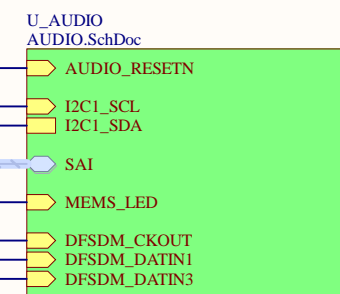 U_AUDIO
AUDIO.SchDoc
AUDIO_RESETN
I2C1_SCL
I2C1_SDA
SAI
MEMS_LED
DFSDM_CKOUT
DFSDM_DATIN1
DFSDM_DATIN3